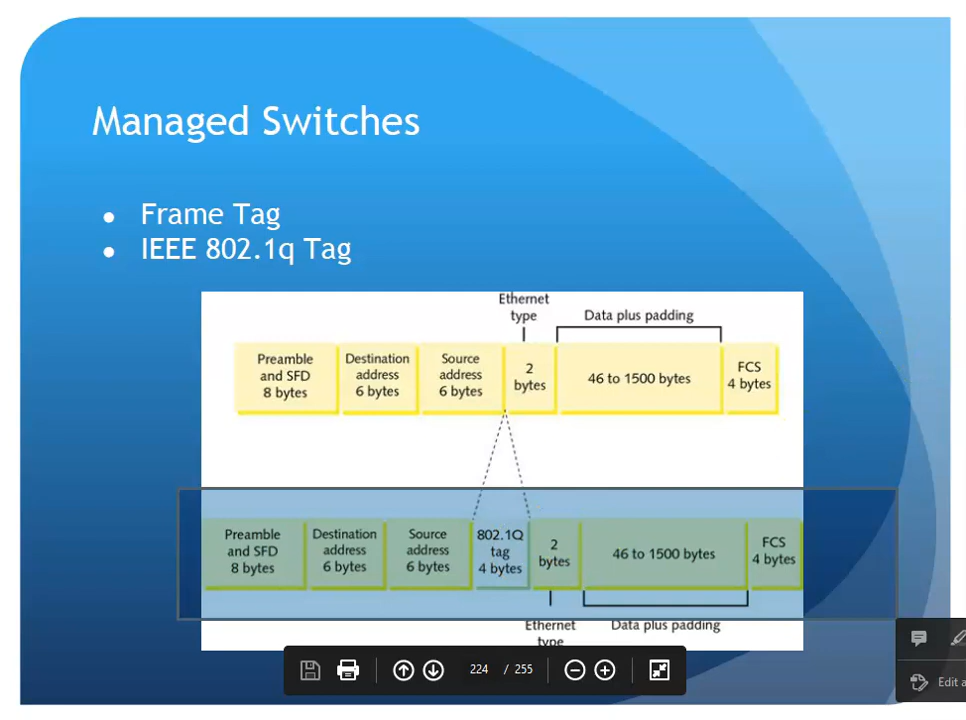 Managed Switches
● Frame Tag
● IEEE 802.1q Tag
Ethernet
type
Data plus padding
Preamble
and SFD
8 bytes
Destination
address
6 bytes
Source
address
6 bytes
2
bytes
46 to 1500 bytes
FCS
4 bytes
Preamble
and SFD
8 bytes
Destination
address
6 bytes
Source
address
6 bytes
802.1Q
tag
4 bytes
2
bytes
46 to 1500 bytes
FCS
4 bytes
Ethernet
type
Data plus padding
224 / 255
Edit a